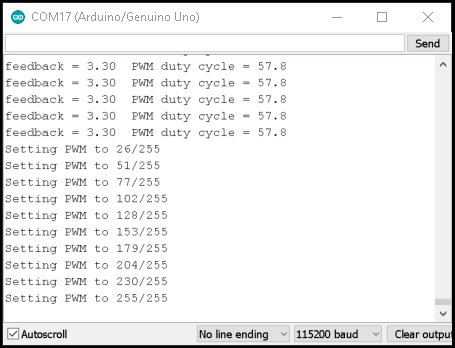 COM17 (Arduino/Genuino Uno)
Send
feedback = 3.30  PWM duty cycle = 57.8
feedback = 3.30  PWM duty cycle = 57.8
feedback = 3.30  PWM duty cycle = 57.8
feedback = 3.30  PWM duty cycle = 57.8
feedback = 3.30  PWM duty cycle = 57.8
Setting PWM to 26/255
Setting PWM to 51/255
Setting PWM to 77/255
Setting PWM to 102/255
Setting PWM to 128/255
Setting PWM to 153/255
Setting PWM to 179/255
Setting PWM to 204/255
Setting PWM to 230/255
Setting PWM to 255/255
Autoscroll No line ending 115200 baud Clear output